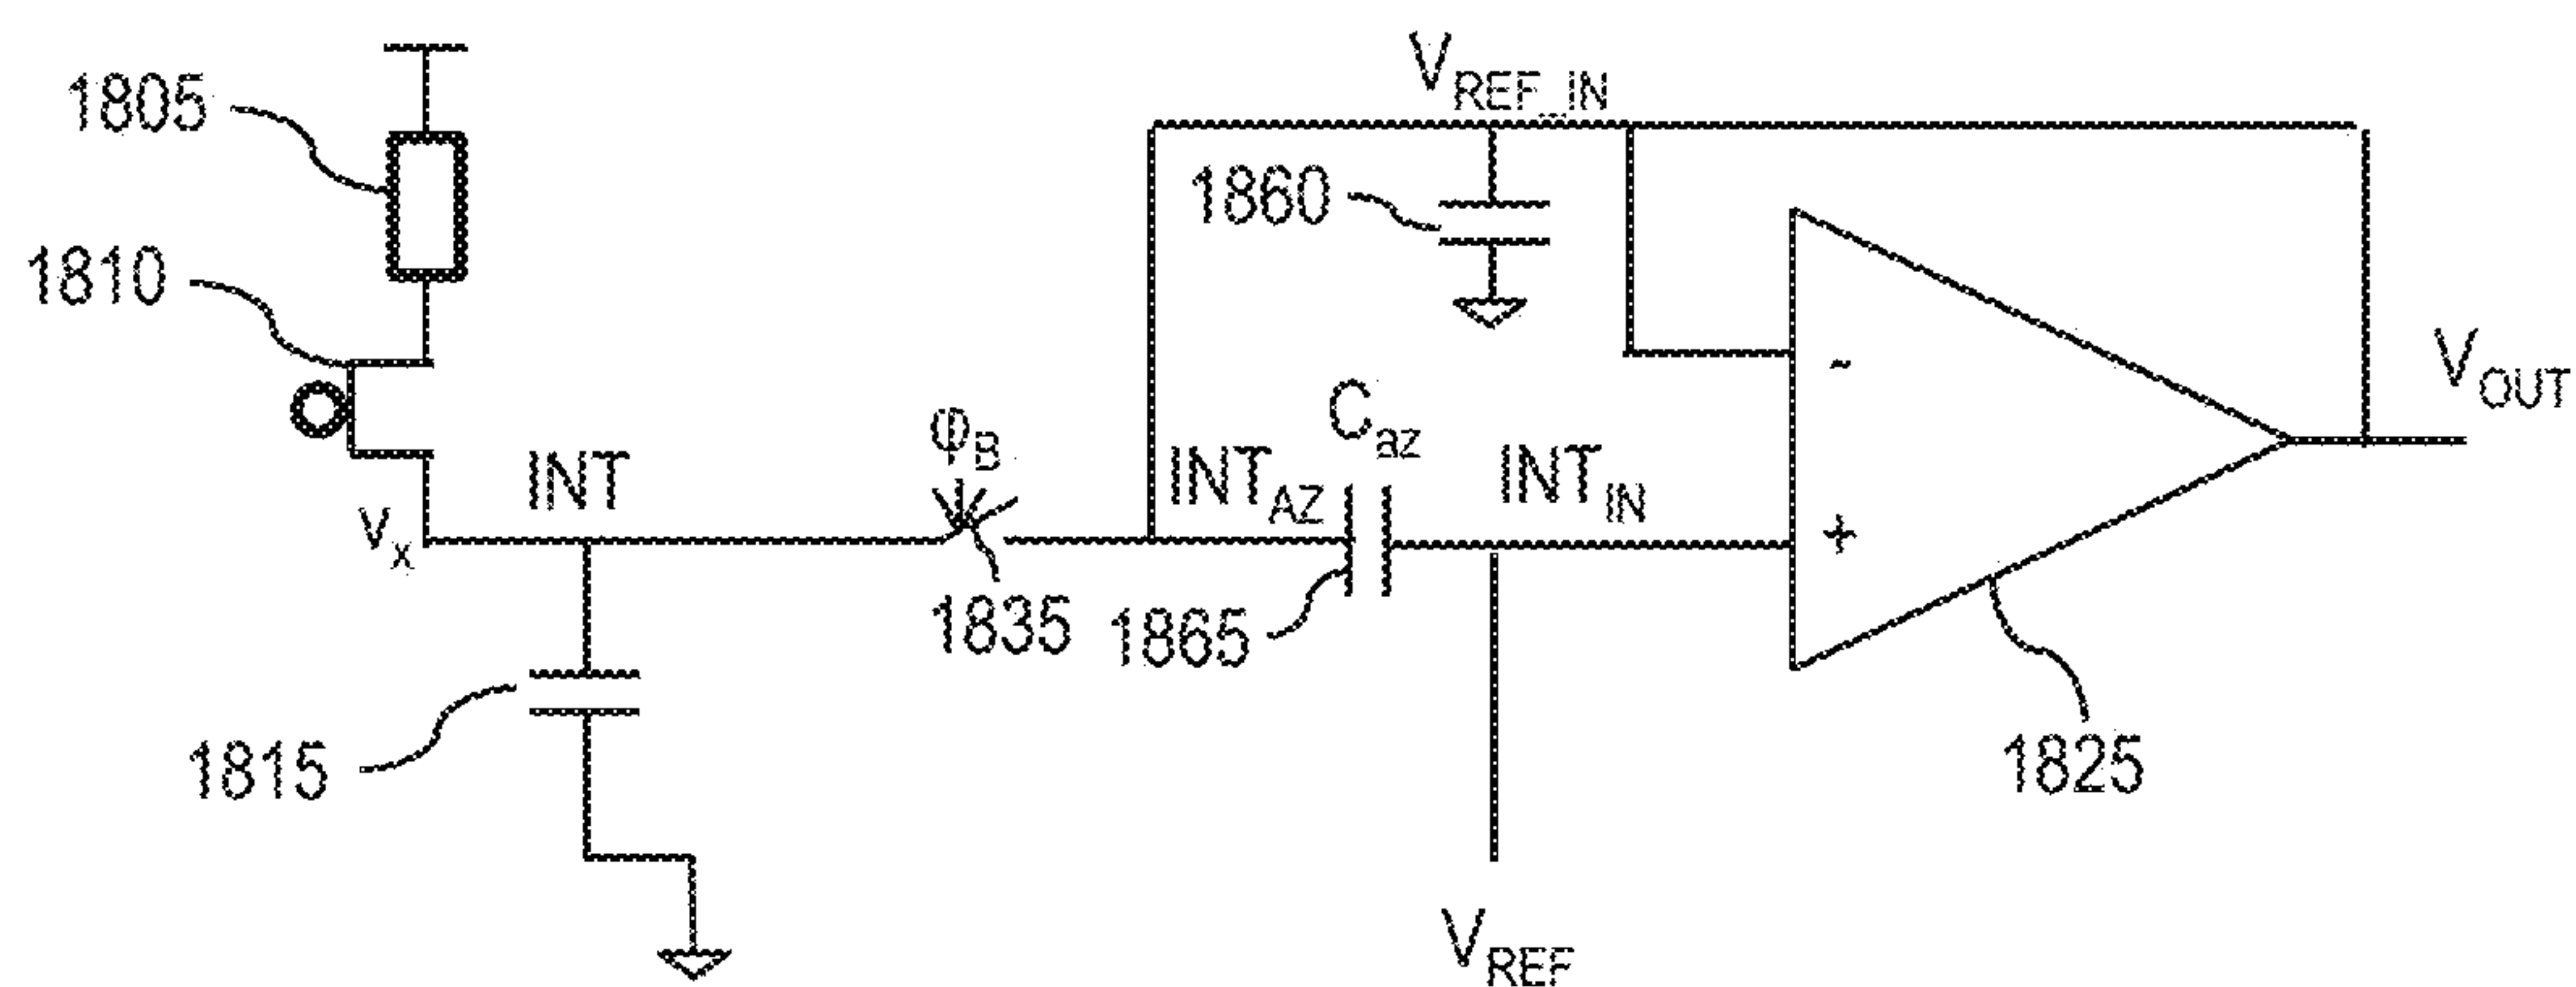 V_REF_IN
1805
1860
1810
-
V_OUT
C_az
φ_B
INT
INT_AZ
INT_IN
V_x
+
1835
1865
1815
1825
V_REF